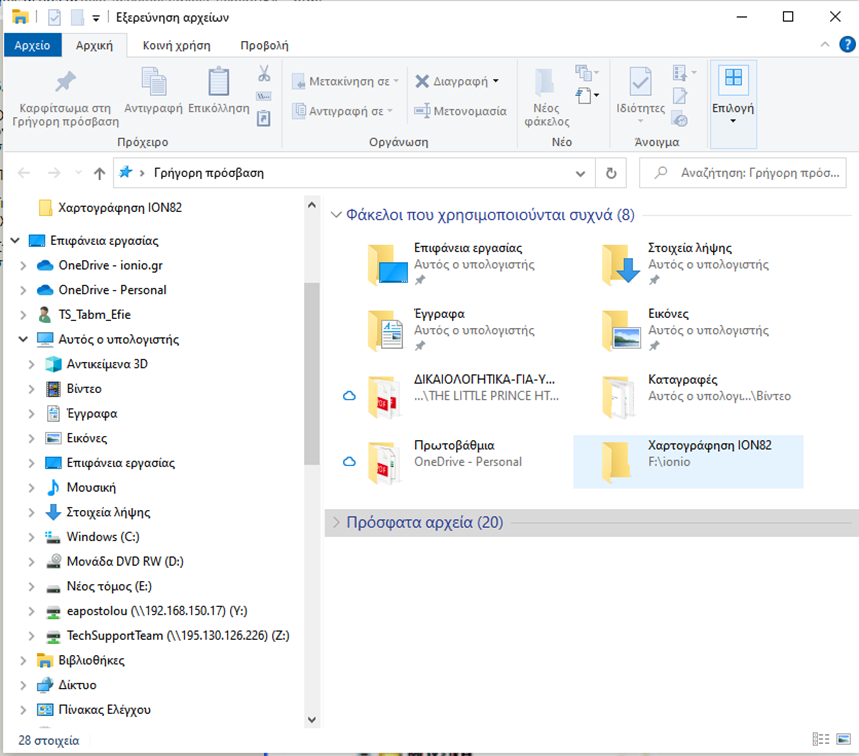 Εξερεύνηση αρχείων
Αρχείο
Αρχική
Κοινή χρήση
Προβολή
Καρφίτσωμα στη
Γρήγορη πρόσβαση
Αντιγραφή
Επικόλληση
Μετακίνηση σε
Αντιγραφή σε
Διαγραφή
Μετονομασία
Νέος
φάκελος
Ιδιότητες
Επιλογή
Πρόχειρο
Οργάνωση
Νέο
Άνοιγμα
Γρήγορη πρόσβαση
Αναζήτηση: Γρήγορη πρόσ...
Χαρτογράφηση ION82
Επιφάνεια εργασίας
OneDrive - ionio.gr
OneDrive - Personal
TS_Tabm_Efie
Αυτός ο υπολογιστής
Αντικείμενα 3D
Βίντεο
Έγγραφα
Εικόνες
Επιφάνεια εργασίας
Μουσική
Στοιχεία λήψης
Windows (C:)
Μονάδα DVD RW (D:)
Νέος τόμος (E:)
eapostolou (\\192.168.150.17) (Y:)
TechSupportTeam (\\195.130.126.226) (Z:)
Βιβλιοθήκες
Δίκτυο
Πίνακας Ελέγχου
Φάκελοι που χρησιμοποιούνται συχνά (8)
Επιφάνεια εργασίας
Αυτός ο υπολογιστής
Στοιχεία λήψης
Αυτός ο υπολογιστής
Έγγραφα
Αυτός ο υπολογιστής
Εικόνες
Αυτός ο υπολογιστής
ΔΙΚΑΙΟΛΟΓΗΤΙΚΑ-ΓΙΑ-Υ...
...\THE LITTLE PRINCE HT...
Καταγραφές
Αυτός ο υπολογι...\Βίντεο
Πρωτοβάθμια
OneDrive - Personal
Χαρτογράφηση ION82
F:\ionio
Πρόσφατα αρχεία (20)
28 στοιχεία